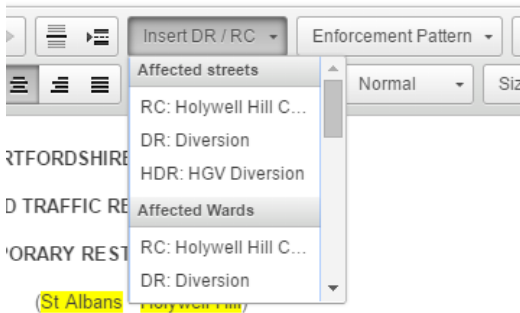 Insert DR / RC
Enforcement Pattern
Normal
Siz
Affected streets
RC: Holywell Hill C...
DR: Diversion
HDR: HGV Diversion
Affected Wards
RC: Holywell Hill C...
DR: Diversion
RTFORDSHIRE
D TRAFFIC RE
PORARY REST
(St Albans Holywell Hill)